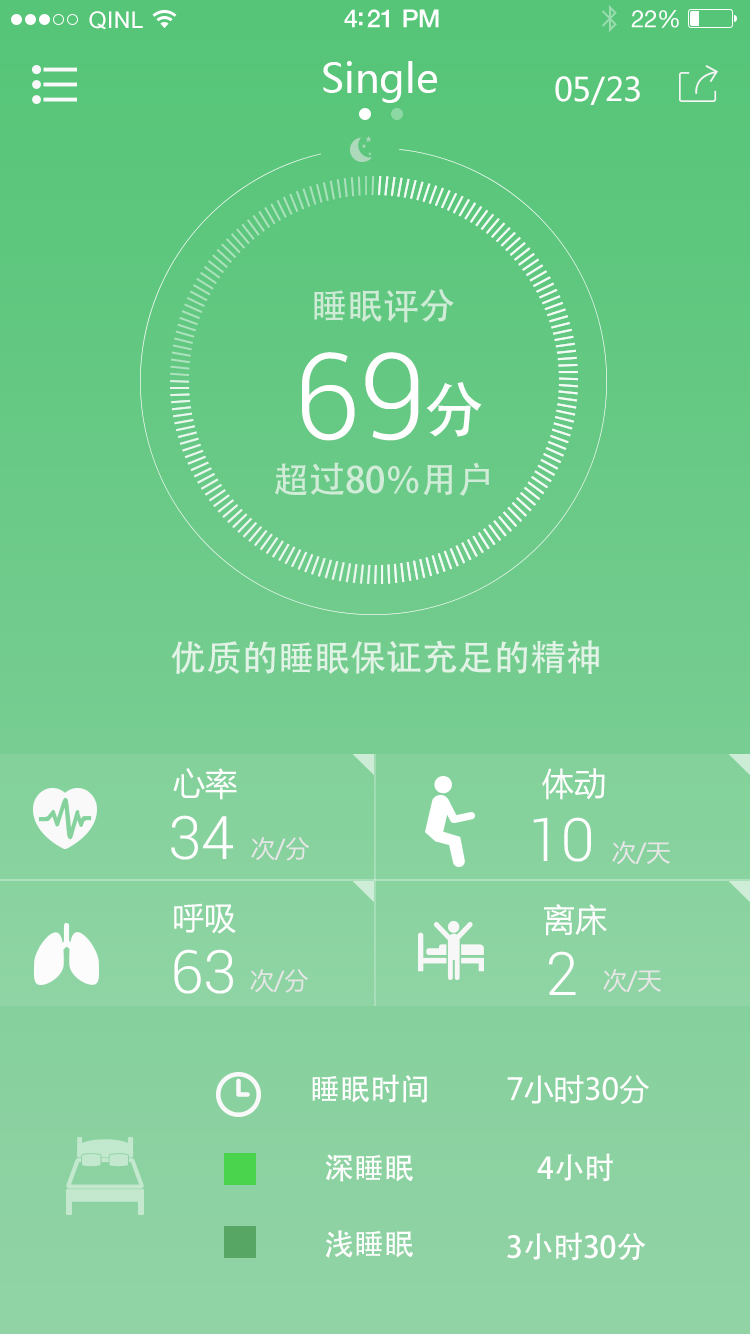 QINL 4:21 PM 22%
Single
05/23
睡眠评分
69分
超过80%用户
优质的睡眠保证充足的精神
心率
34 次/分
体动
10 次/天
呼吸
63 次/分
离床
2 次/天
睡眠时间 7小时30分
深睡眠 4小时
浅睡眠 3小时30分